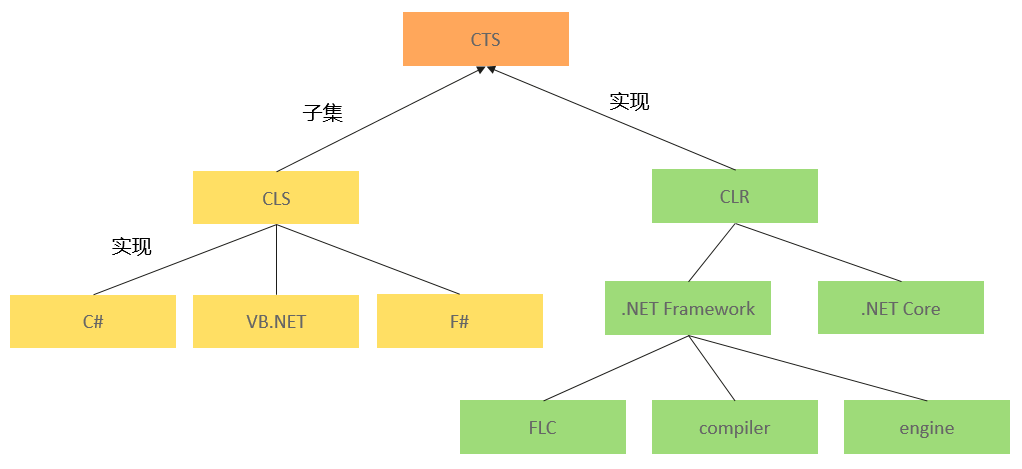 CTS
子集
实现
CLS
CLR
实现
C#
VB.NET
F#
.NET Framework
.NET Core
FLC
compiler
engine